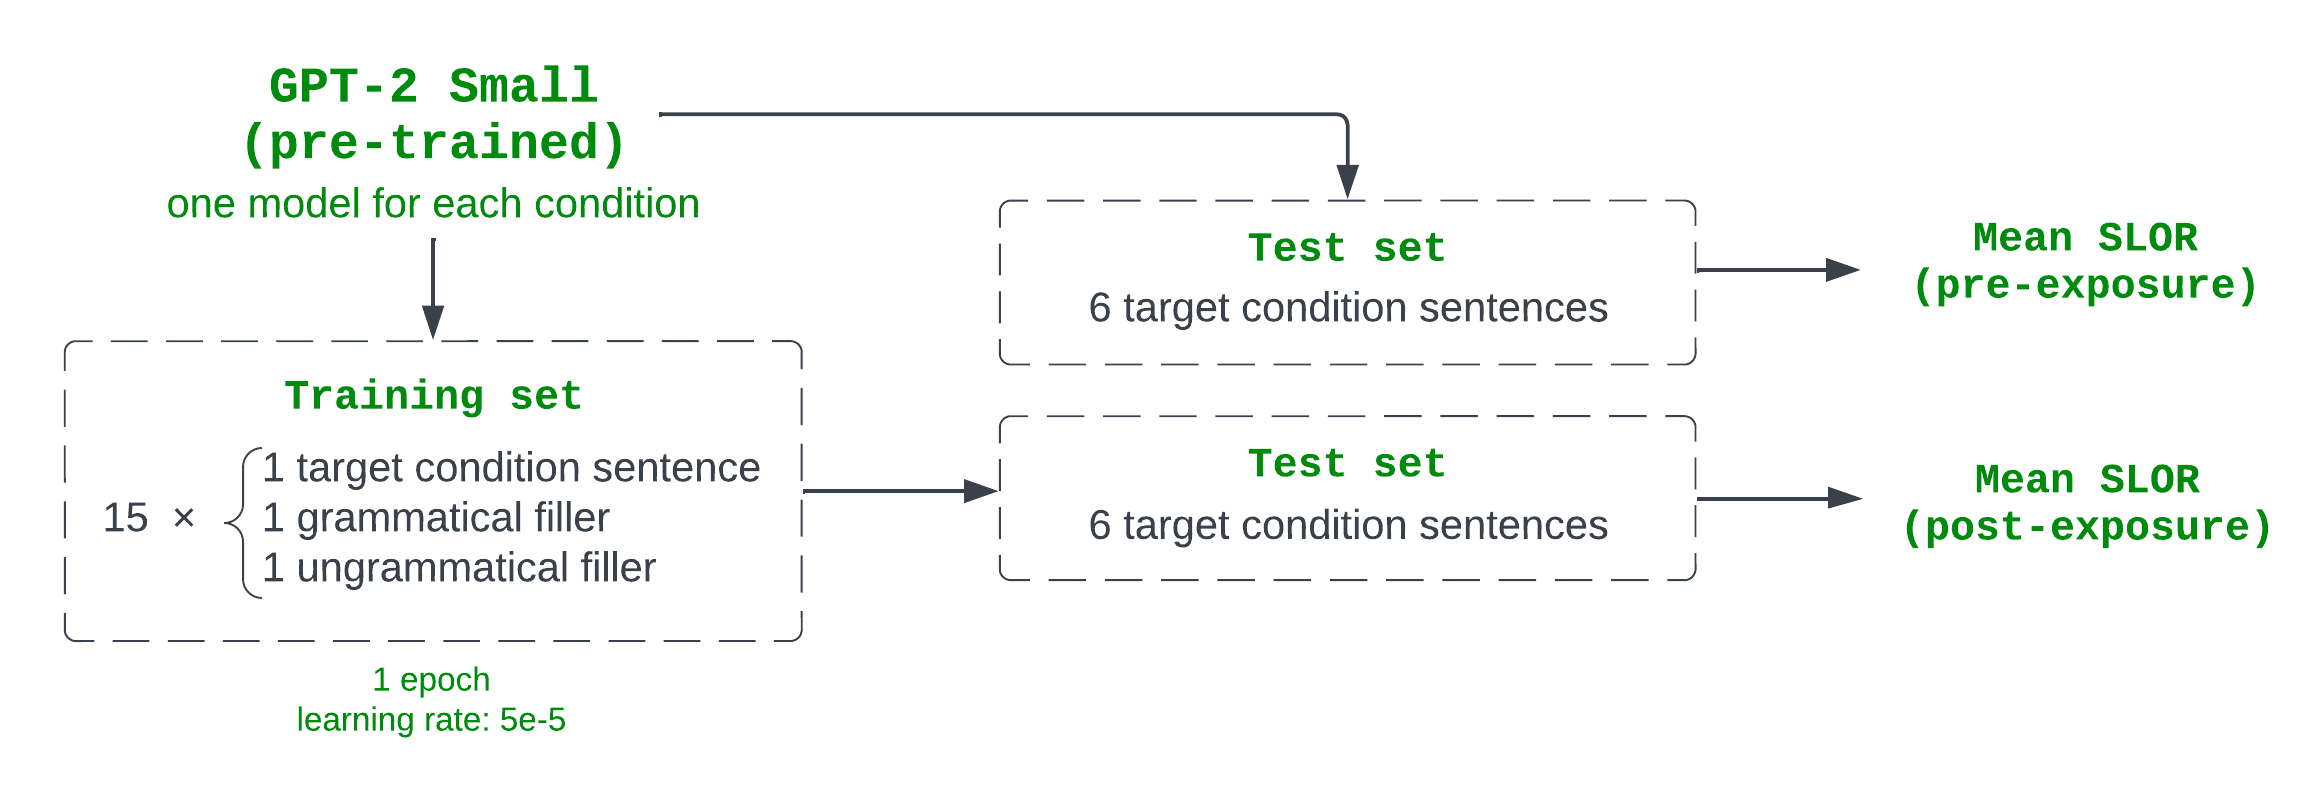 GPT-2 Small
(pre-trained)
one model for each condition
Training set
15 ×
1 target condition sentence
1 grammatical filler
1 ungrammatical filler
1 epoch
learning rate: 5e-5
Test set
6 target condition sentences
Mean SLOR
(pre-exposure)
Test set
6 target condition sentences
Mean SLOR
(post-exposure)